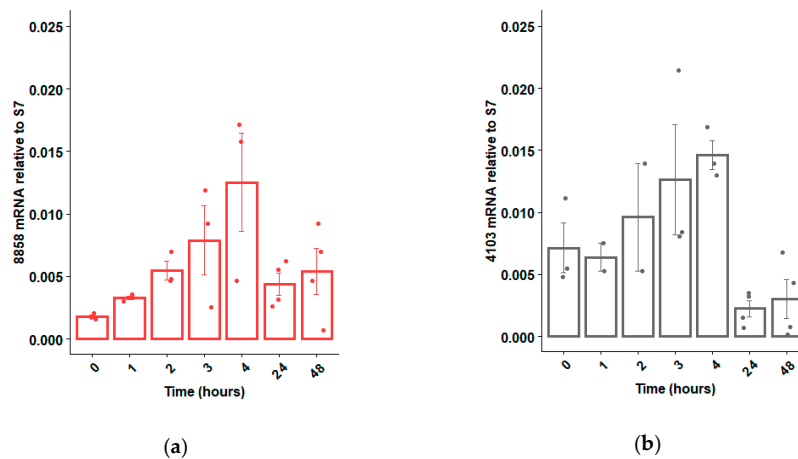 8858 mRNA relative to S7
0.025
0.020
0.015
0.010
0.005
0.000
0 1 2 3 4 24 48
Time (hours)
(a)
4103 mRNA relative to S7
0.025
0.020
0.015
0.010
0.005
0.000
0 1 2 3 4 24 48
Time (hours)
(b)